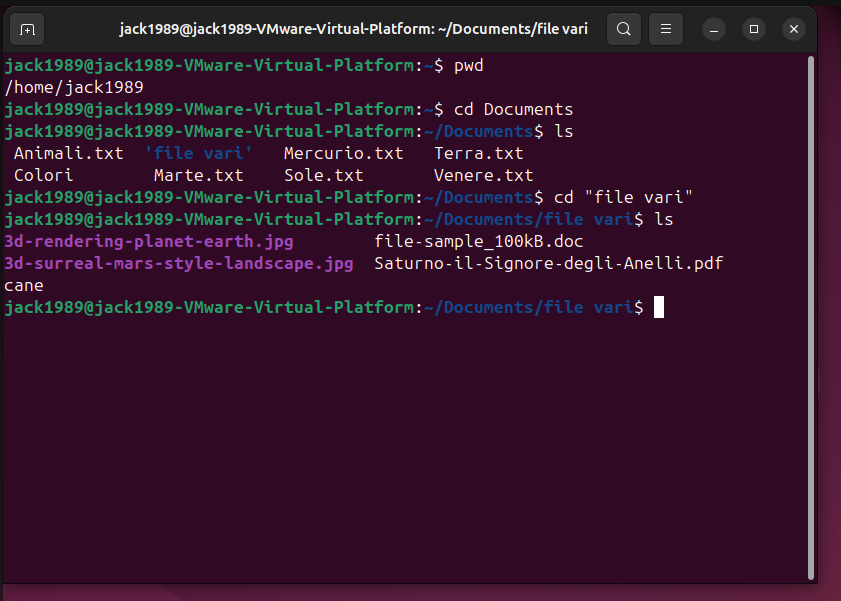 jack1989@jack1989-VMware-Virtual-Platform: ~/Documents/file vari
jack1989@jack1989-VMware-Virtual-Platform:~$ pwd
/home/jack1989
jack1989@jack1989-VMware-Virtual-Platform:~$ cd Documents
jack1989@jack1989-VMware-Virtual-Platform:~/Documents$ ls
 Animali.txt  'file vari'   Mercurio.txt   Terra.txt
 Colori        Marte.txt    Sole.txt       Venere.txt
jack1989@jack1989-VMware-Virtual-Platform:~/Documents$ cd "file vari"
jack1989@jack1989-VMware-Virtual-Platform:~/Documents/file vari$ ls
3d-rendering-planet-earth.jpg        file-sample_100kB.doc
3d-surreal-mars-style-landscape.jpg  Saturno-il-Signore-degli-Anelli.pdf
cane
jack1989@jack1989-VMware-Virtual-Platform:~/Documents/file vari$